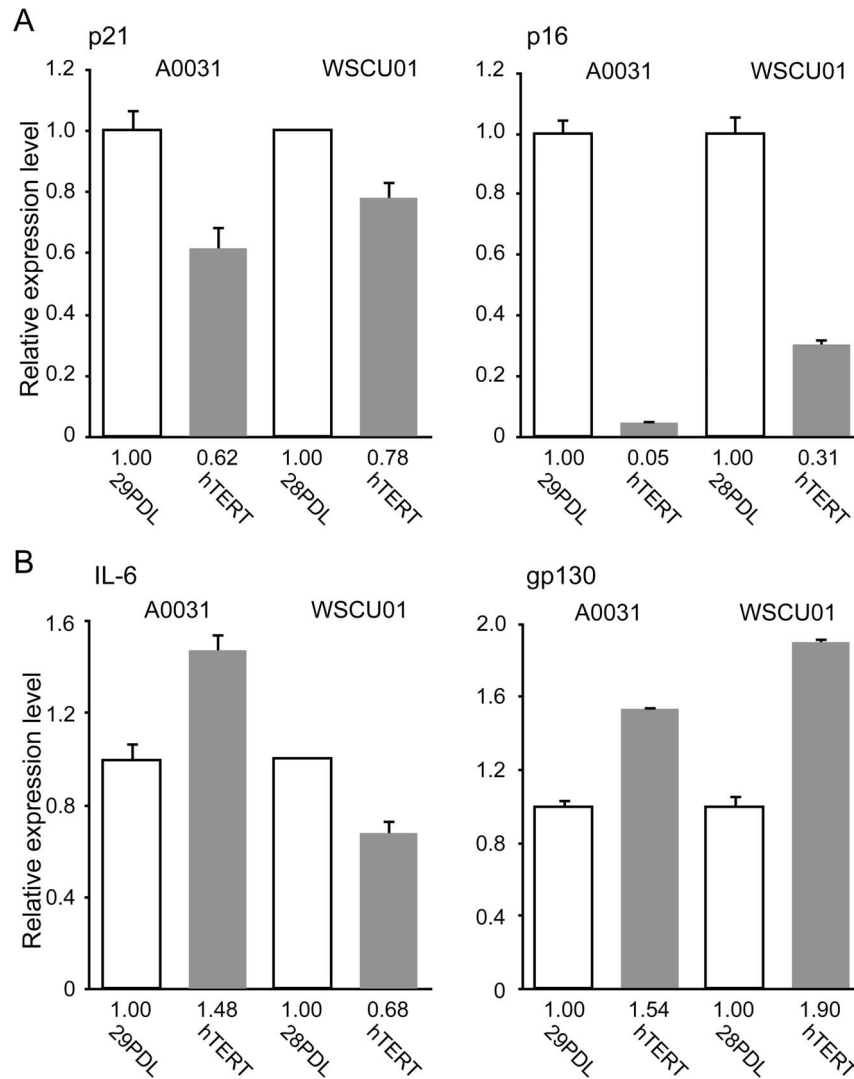 A
p21
A0031 WSCU01
Relative expression level
1.2
1.0
0.8
0.6
0.4
0.2
0
1.00 0.62 1.00 0.78
29PDL hTERT 28PDL hTERT
p16
A0031 WSCU01
1.2
1.0
0.8
0.6
0.4
0.2
0
1.00 0.05 1.00 0.31
29PDL hTERT 28PDL hTERT
B
IL-6
A0031 WSCU01
Relative expression level
1.6
1.2
0.8
0.4
0
1.00 1.48 1.00 0.68
29PDL hTERT 28PDL hTERT
gp130
A0031 WSCU01
2.0
1.6
1.2
0.8
0.4
0
1.00 1.54 1.00 1.90
29PDL hTERT 28PDL hTERT